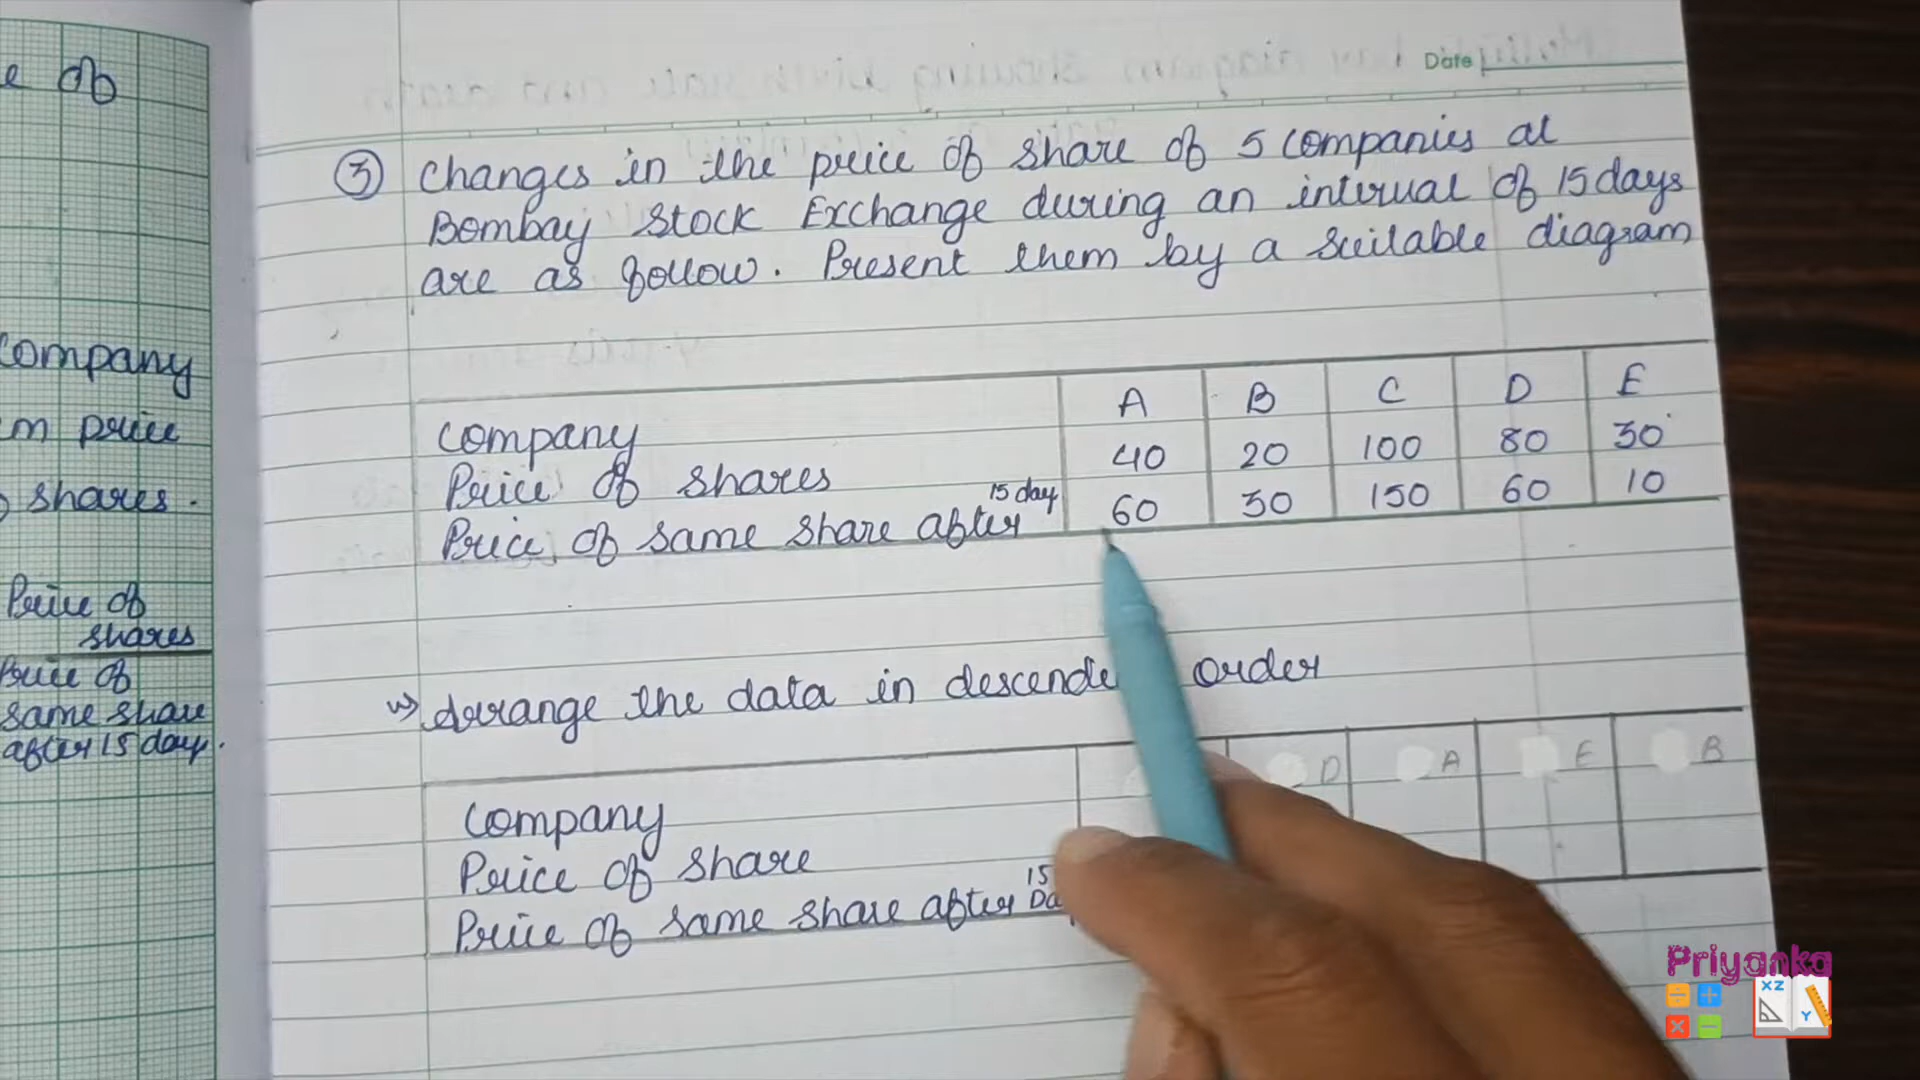 e of
Company
m price
shares.
Price of
shares
Price of
same share
after 15 day.
Date
③ Changes in the price of share of 5 companies at
Bombay Stock Exchange during an interval of 15 days
are as follow. Present them by a suitable diagram
Company A B C D E
Price of shares 40 20 100 80 30
Price of same share after 15 day 60 30 150 60 10
Arrange the data in order
Company D A E B
Price of share
Price of same share after 15
Priyanka
XZ
Y